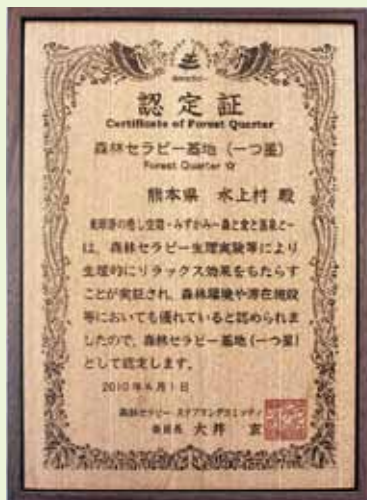 認定証
Certificate of Forest Quarter
森林セラピー基地（一つ星）
Forest Quarter ☆
熊本県 水上村 殿
の癒し空間・みずかみ〜森と食と温泉と〜
は、森林セラピー生理実験等により
生理的にリラックス効果をもたらす
ことが実証され、森林環境や滞在施設
等においても優れていると認められま
したので、森林セラピー基地（一つ星）
として認定します。
2010年4月1日
森林セラピー ステアリングコミッティ
委員長 大井 玄